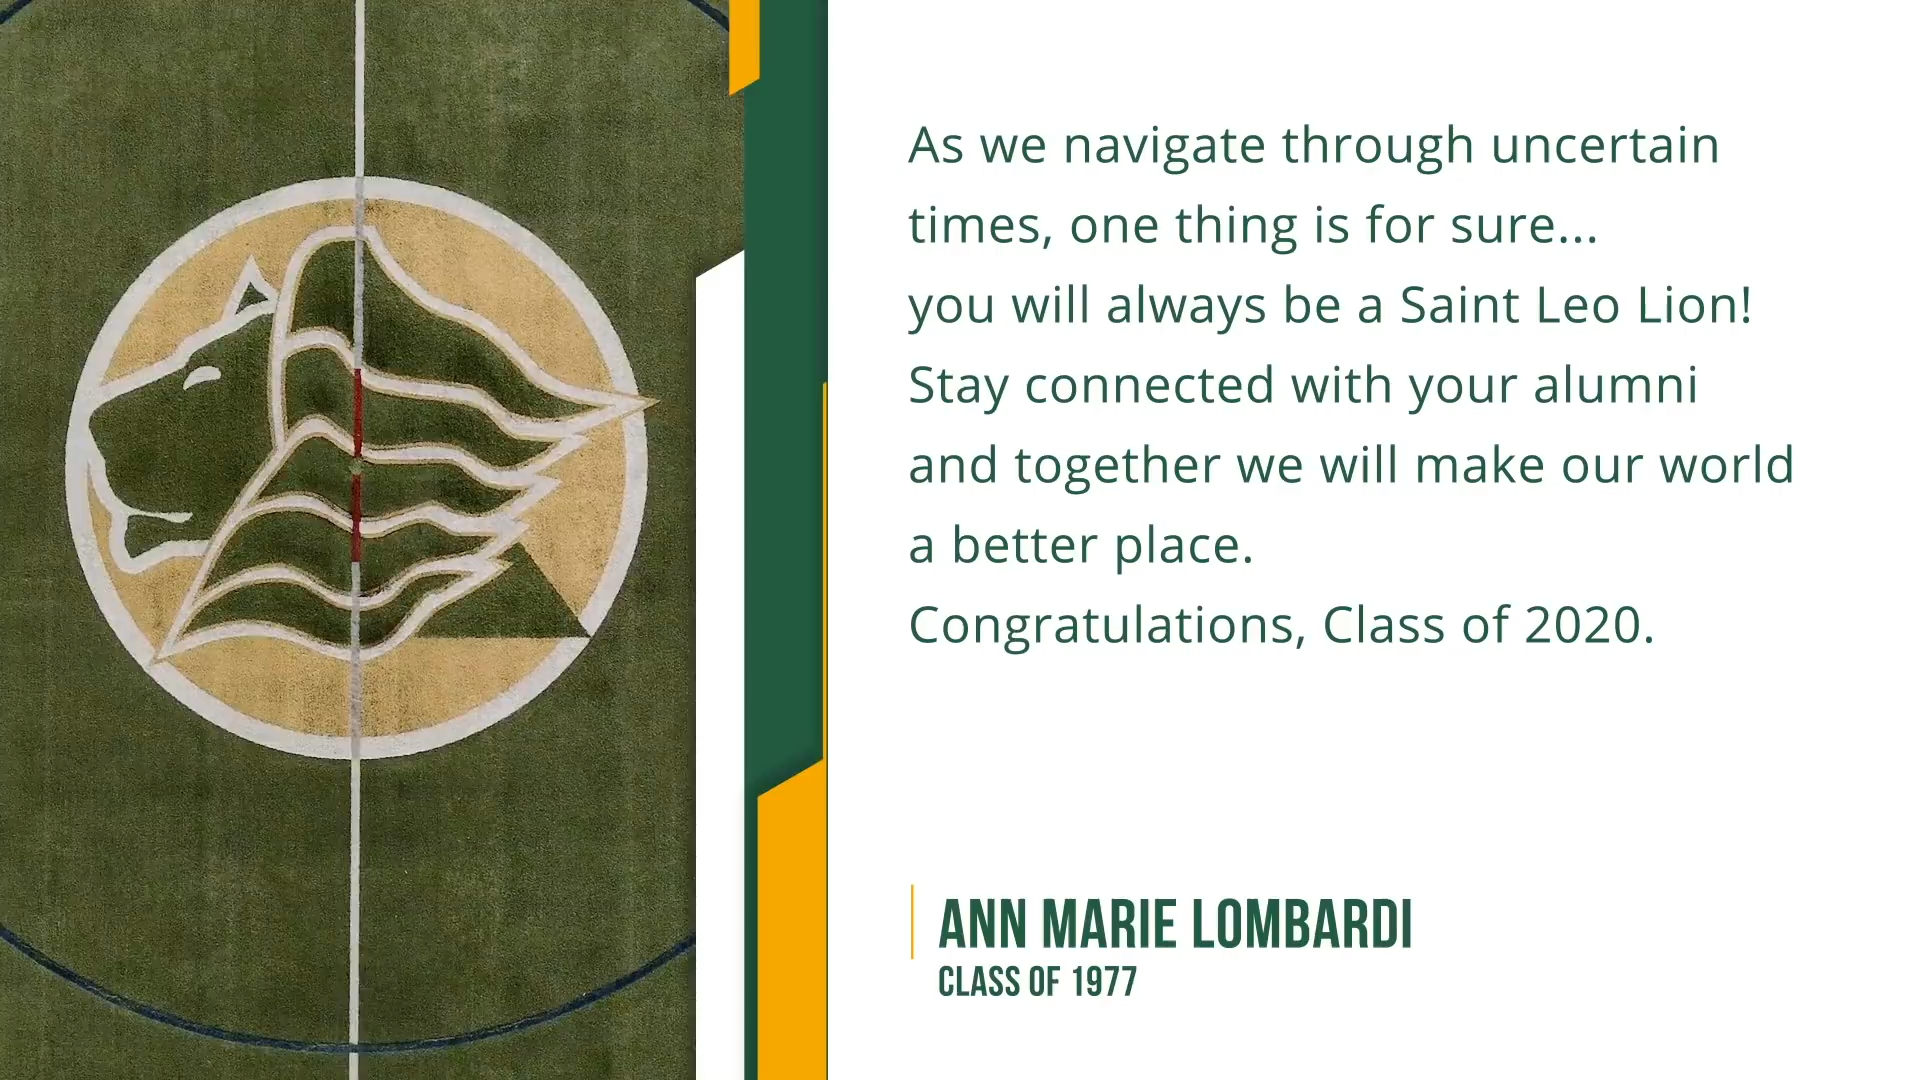 As we navigate through uncertain
times, one thing is for sure...
you will always be a Saint Leo Lion!
Stay connected with your alumni
and together we will make our world
a better place.
Congratulations, Class of 2020.
ANN MARIE LOMBARDI
CLASS OF 1977